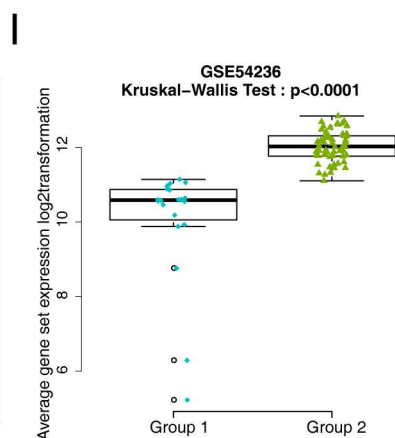 I
GSE54236
Kruskal−Wallis Test : p<0.0001
Average gene set expression log2transformation
12
10
8
6
Group 1
Group 2